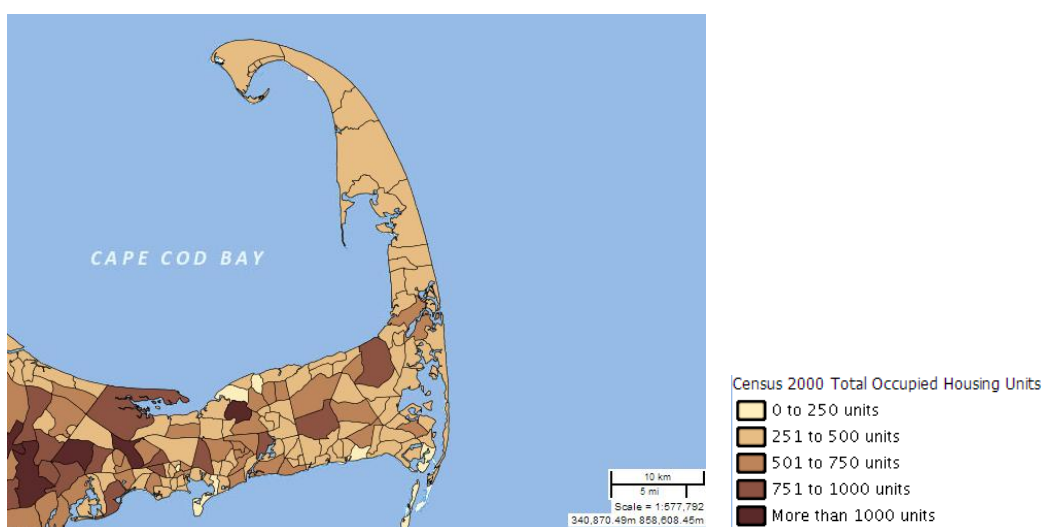 CAPE COD BAY
10 km
5 mi
Scale = 1:577,792
340,870.49m 858,608.45m
Census 2000 Total Occupied Housing Units
0 to 250 units
251 to 500 units
501 to 750 units
751 to 1000 units
More than 1000 units